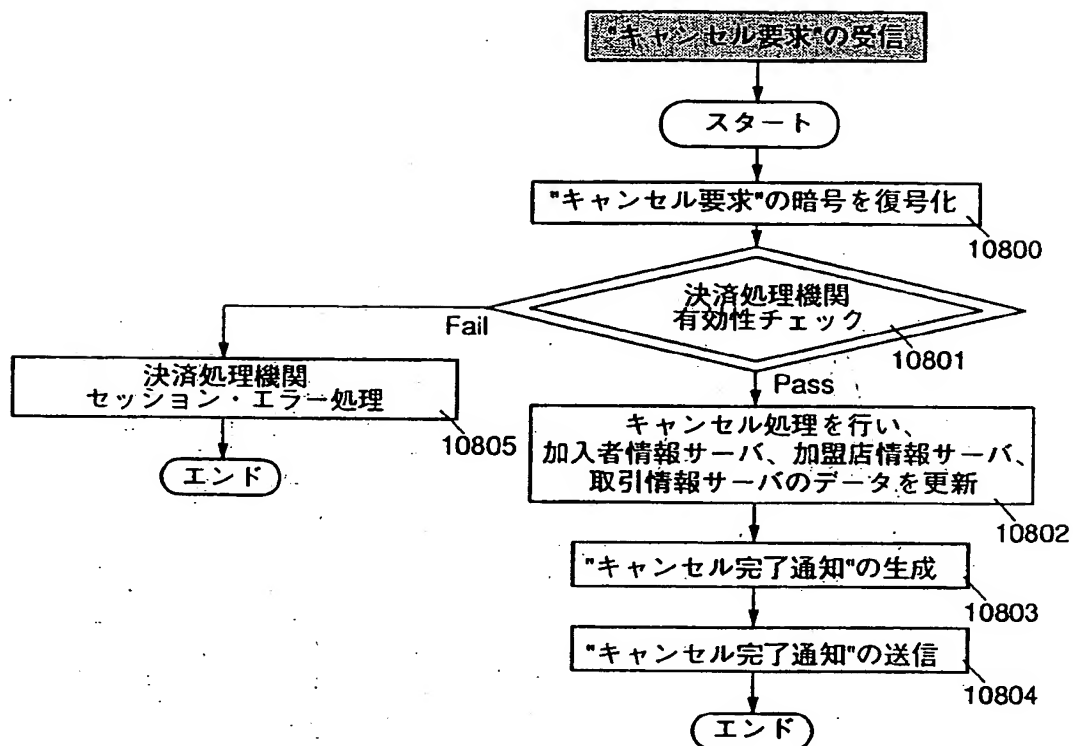 "キャンセル要求"の受信
スタート
"キャンセル要求"の暗号を復号化
10800
決済処理機関
有効性チェック
10801
Fail
Pass
決済処理機関
セッション・エラー処理
10805
エンド
キャンセル処理を行い、
加入者情報サーバ、加盟店情報サーバ、
取引情報サーバのデータを更新
10802
"キャンセル完了通知"の生成
10803
"キャンセル完了通知"の送信
10804
エンド